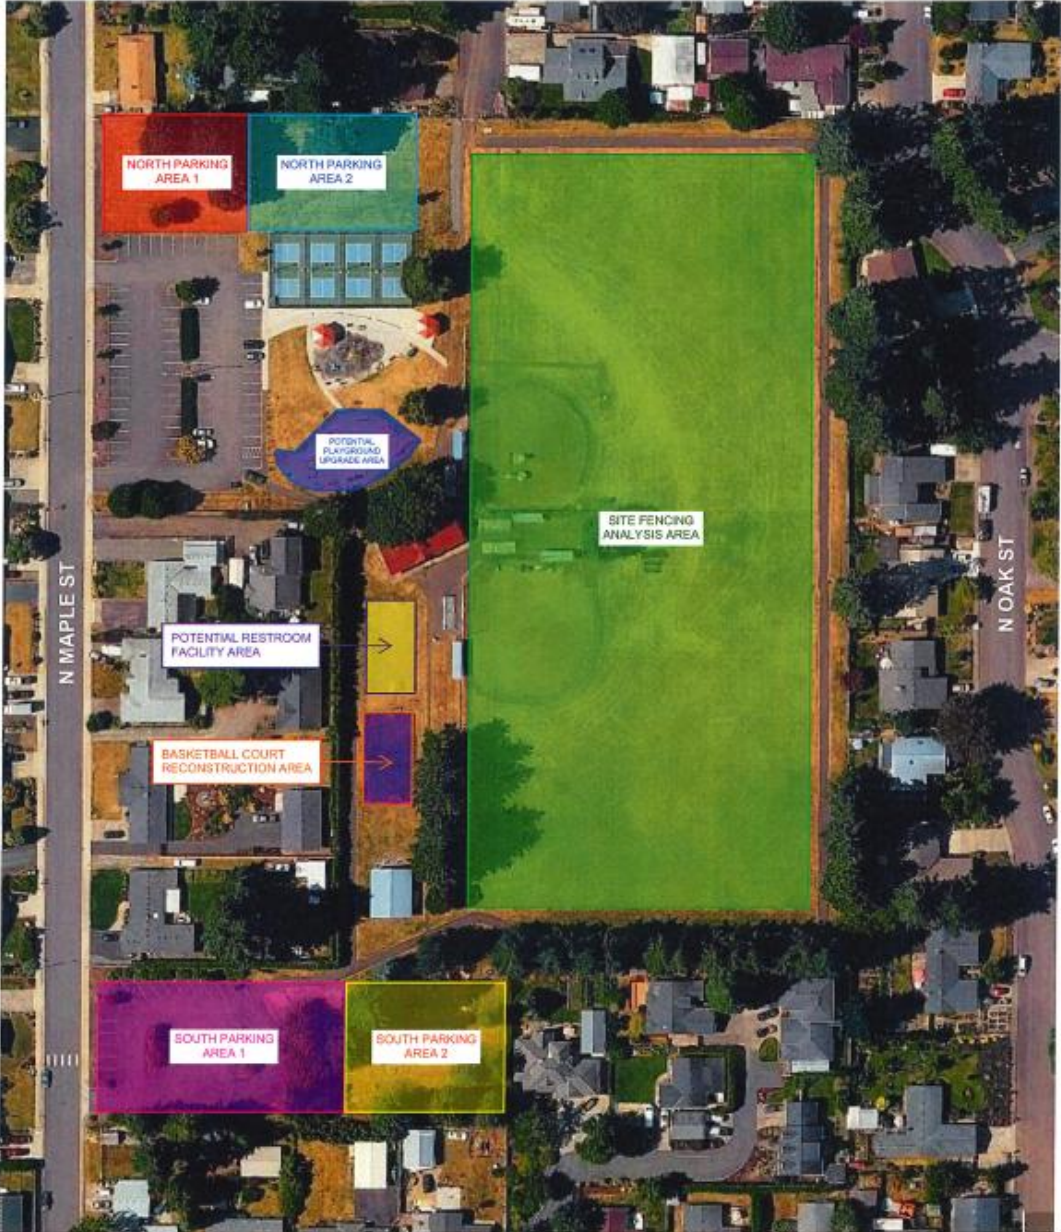 NORTH PARKING
AREA 1
NORTH PARKING
AREA 2
POTENTIAL
PLAYGROUND
UPGRADE AREA
SITE FENCING
ANALYSIS AREA
N MAPLE ST
N OAK ST
POTENTIAL RESTROOM
FACILITY AREA
BASKETBALL COURT
RECONSTRUCTION AREA
SOUTH PARKING
AREA 1
SOUTH PARKING
AREA 2